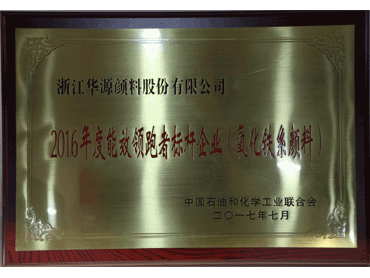 浙江华源颜料股份有限公司
2016年度能效领跑者标杆企业（氧化铁系颜料）
中国石油和化学工业联合会
二〇一七年七月